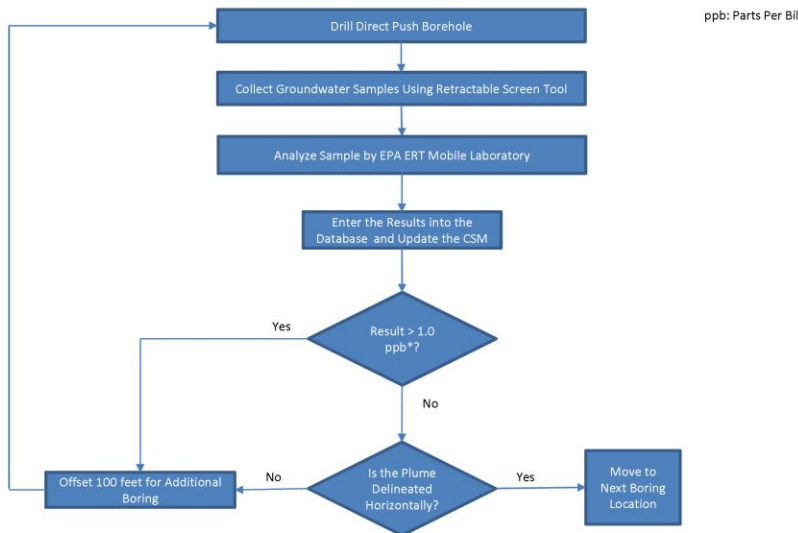 ppb: Parts Per Bil
Drill Direct Push Borehole
Collect Groundwater Samples Using Retractable Screen Tool
Analyze Sample by EPA ERT Mobile Laboratory
Enter the Results into the
Database and Update the CSM
Yes
Result > 1.0
ppb*?
No
Offset 100 feet for Additional
Boring
No
Is the Plume
Delineated
Horizontally?
Yes
Move to
Next Boring
Location